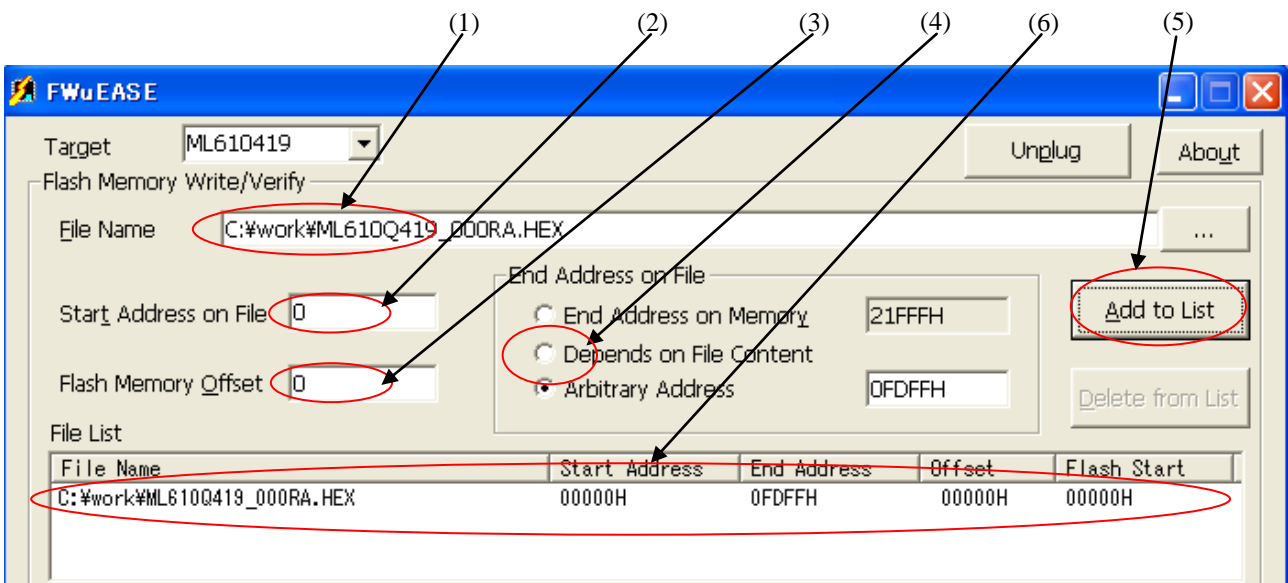 (1) (2) (3) (4) (6) (5)
FWuEASE
Target ML610419 Unplug About
Flash Memory Write/Verify
File Name C:¥work¥ML610Q419_000RA.HEX ...
End Address on File
Start Address on File 0 End Address on Memory 21FFFH Add to List
Depends on File Content
Flash Memory Offset 0 Arbitrary Address 0FDFFH Delete from List
File List
File Name Start Address End Address Offset Flash Start
C:¥work¥ML610Q419_000RA.HEX 00000H 0FDFFH 00000H 00000H